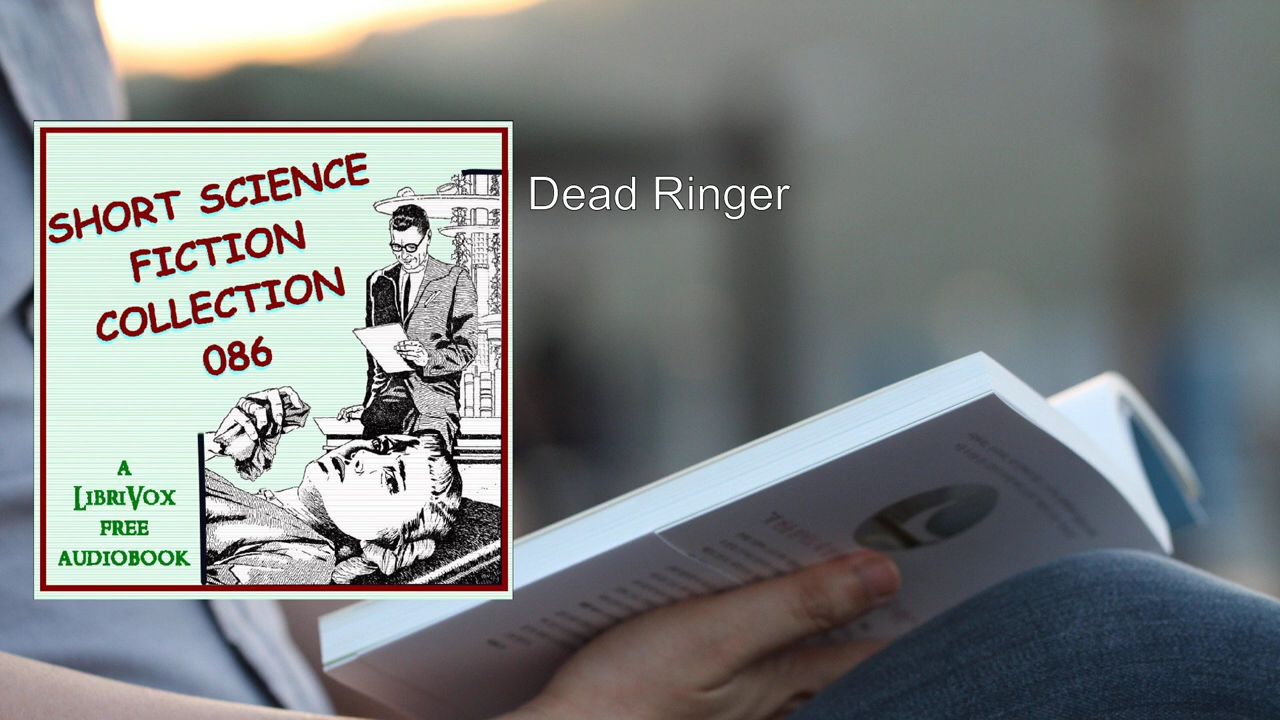 SHORT SCIENCE
FICTION
COLLECTION
086
A
LIBRIVOX
FREE
AUDIOBOOK
Dead Ringer